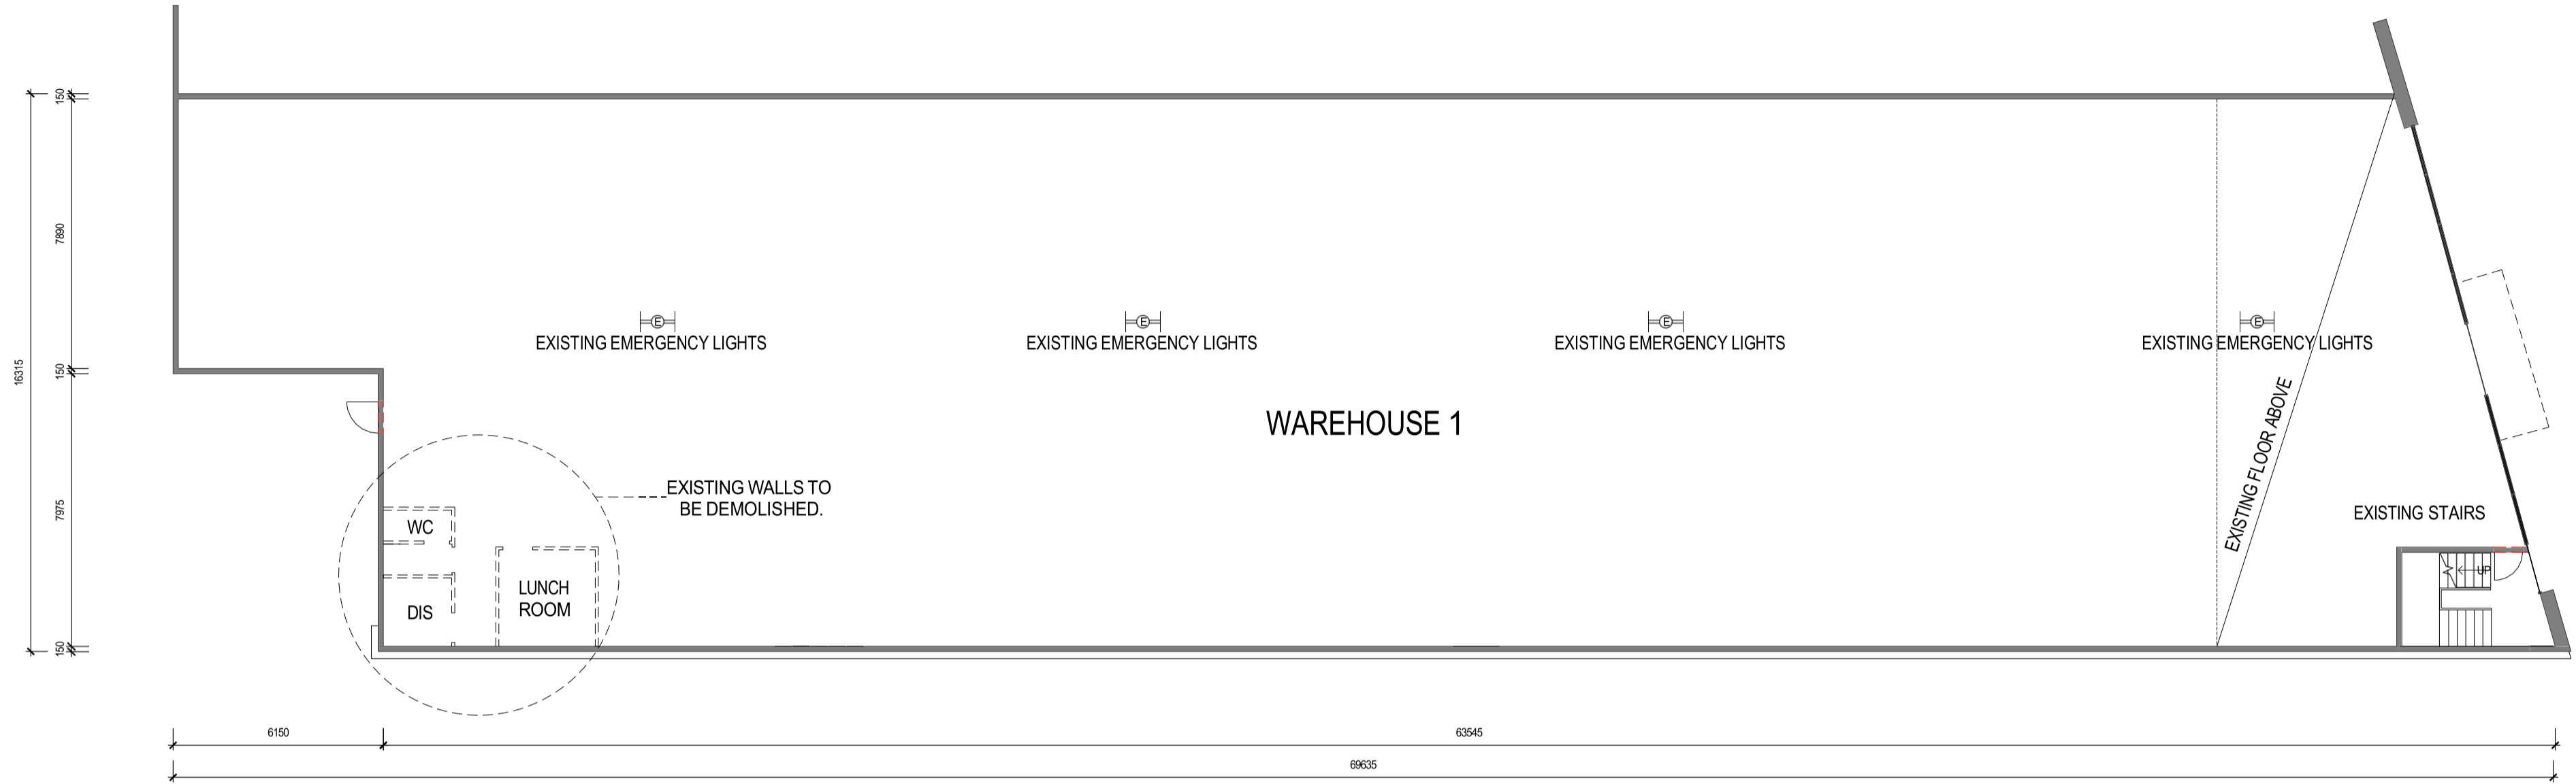 150
7890
16315
150
7975
150
E
EXISTING EMERGENCY LIGHTS
E
EXISTING EMERGENCY LIGHTS
E
EXISTING EMERGENCY LIGHTS
E
EXISTING EMERGENCY LIGHTS
WAREHOUSE 1
EXISTING FLOOR ABOVE
EXISTING WALLS TO
BE DEMOLISHED.
EXISTING STAIRS
WC
UP
LUNCH
ROOM
DIS
6150
63545
69635